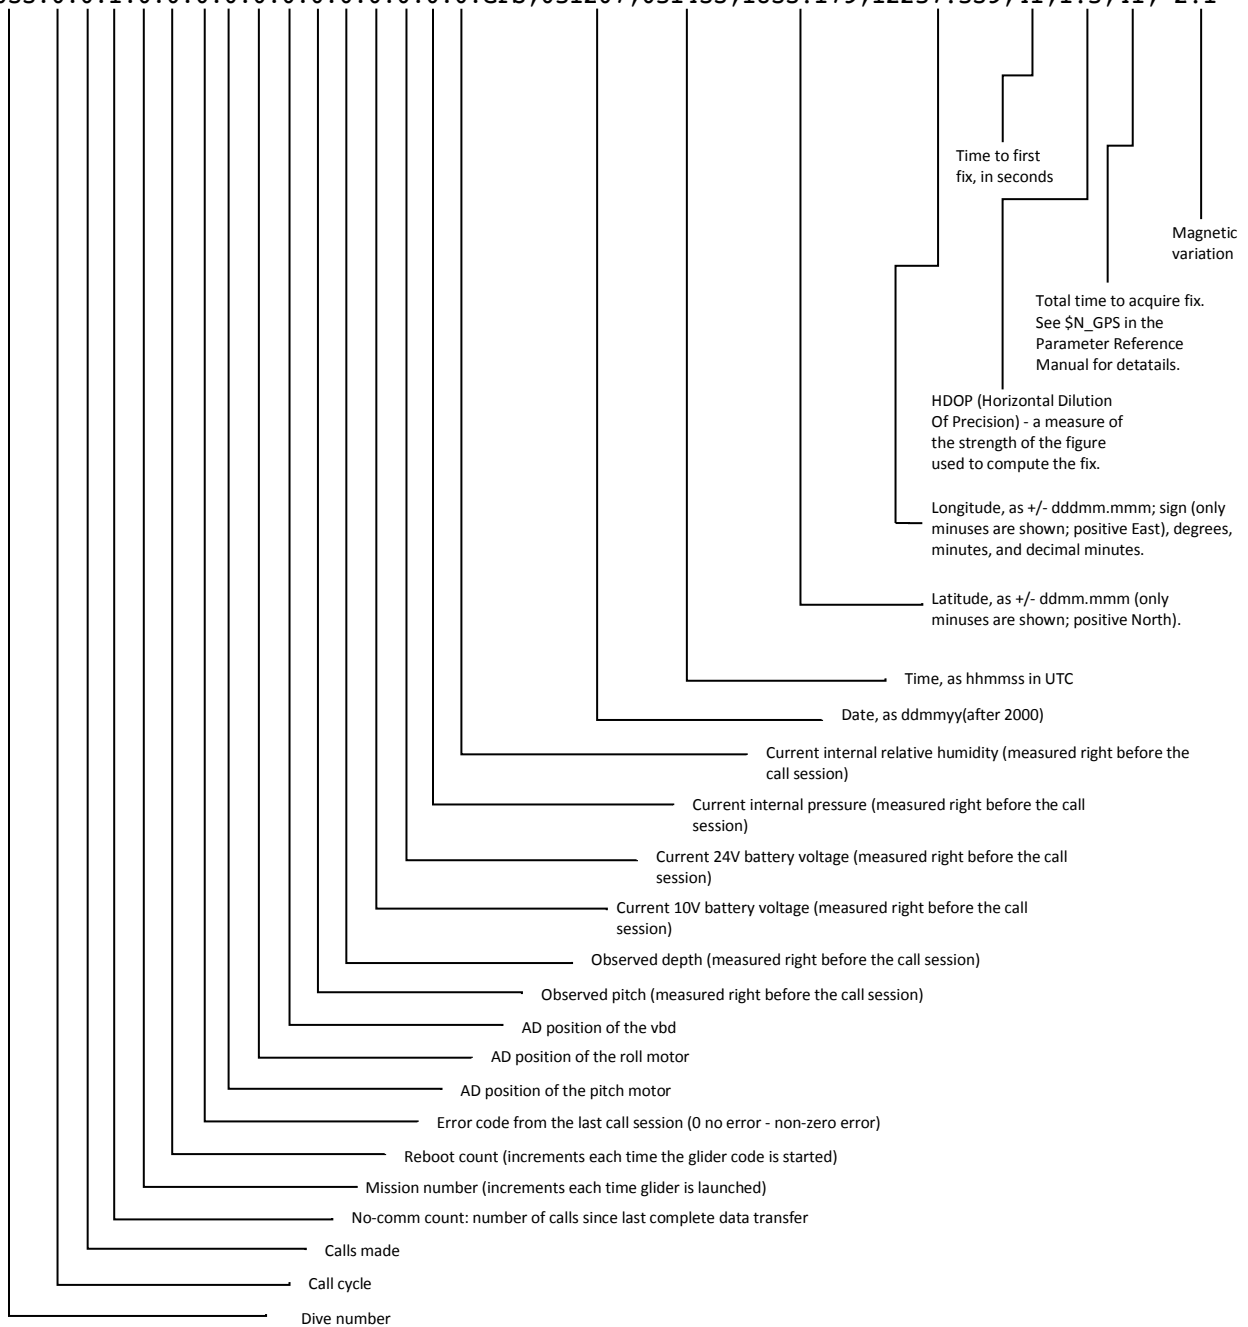 Time to first
fix, in seconds
Magnetic
variation
Total time to acquire fix.
See $N_GPS in the
Parameter Reference
Manual for detatails.
HDOP (Horizontal Dilution
Of Precision) - a measure of
the strength of the figure
used to compute the fix.
Longitude, as +/- dddmm.mmm; sign (only
minuses are shown; positive East), degrees,
minutes, and decimal minutes.
Latitude, as +/- ddmm.mmm (only
minuses are shown; positive North).
Time, as hhmmss in UTC
Date, as ddmmyy(after 2000)
Current internal relative humidity (measured right before the
call session)
Current internal pressure (measured right before the call
session)
Current 24V battery voltage (measured right before the call
session)
Current 10V battery voltage (measured right before the call
session)
Observed depth (measured right before the call session)
Observed pitch (measured right before the call session)
AD position of the vbd
AD position of the roll motor
AD position of the pitch motor
Error code from the last call session (0 no error - non-zero error)
Reboot count (increments each time the glider code is started)
Mission number (increments each time glider is launched)
No-comm count: number of calls since last complete data transfer
Calls made
Call cycle
Dive number